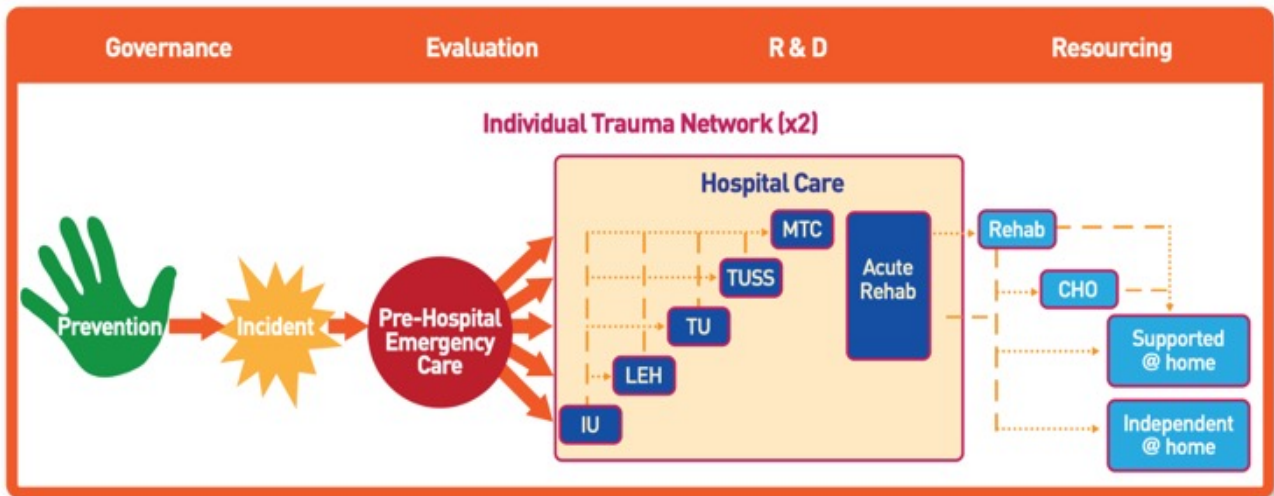 Governance Evaluation R & D Resourcing
Individual Trauma Network (x2)
Prevention
Incident
Pre-Hospital
Emergency
Care
Hospital Care
MTC
TUSS
TU
LEH
IU
Acute
Rehab
Rehab
CHO
Supported
@ home
Independent
@ home